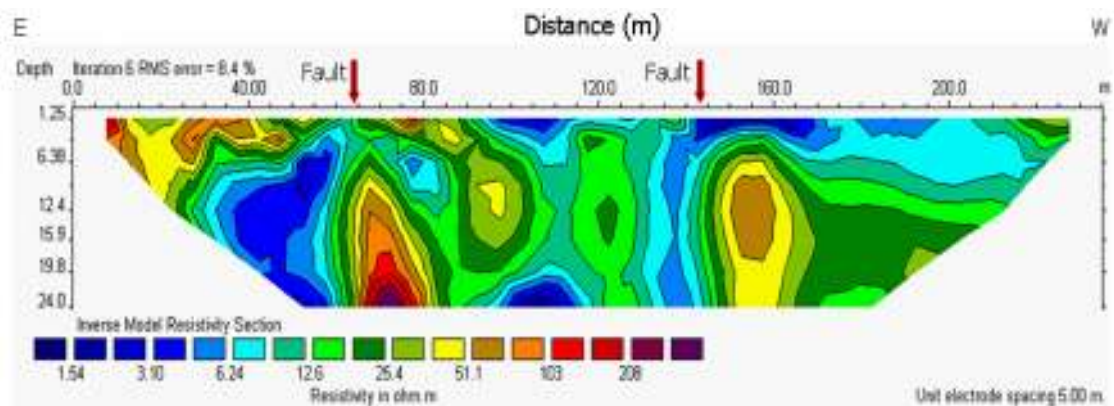 E Distance (m) W
Depth Iteration 6 RMS error = 8.4 % Fault Fault
0.0 40.00 80.0 120.0 160.0 200.0 m
1.25
6.38
12.4
15.9
19.8
24.0
Inverse Model Resistivity Section
1.54 3.10 6.24 12.6 25.4 51.1 103 208
Resistivity in ohm.m Unit electrode spacing 5.00 m.